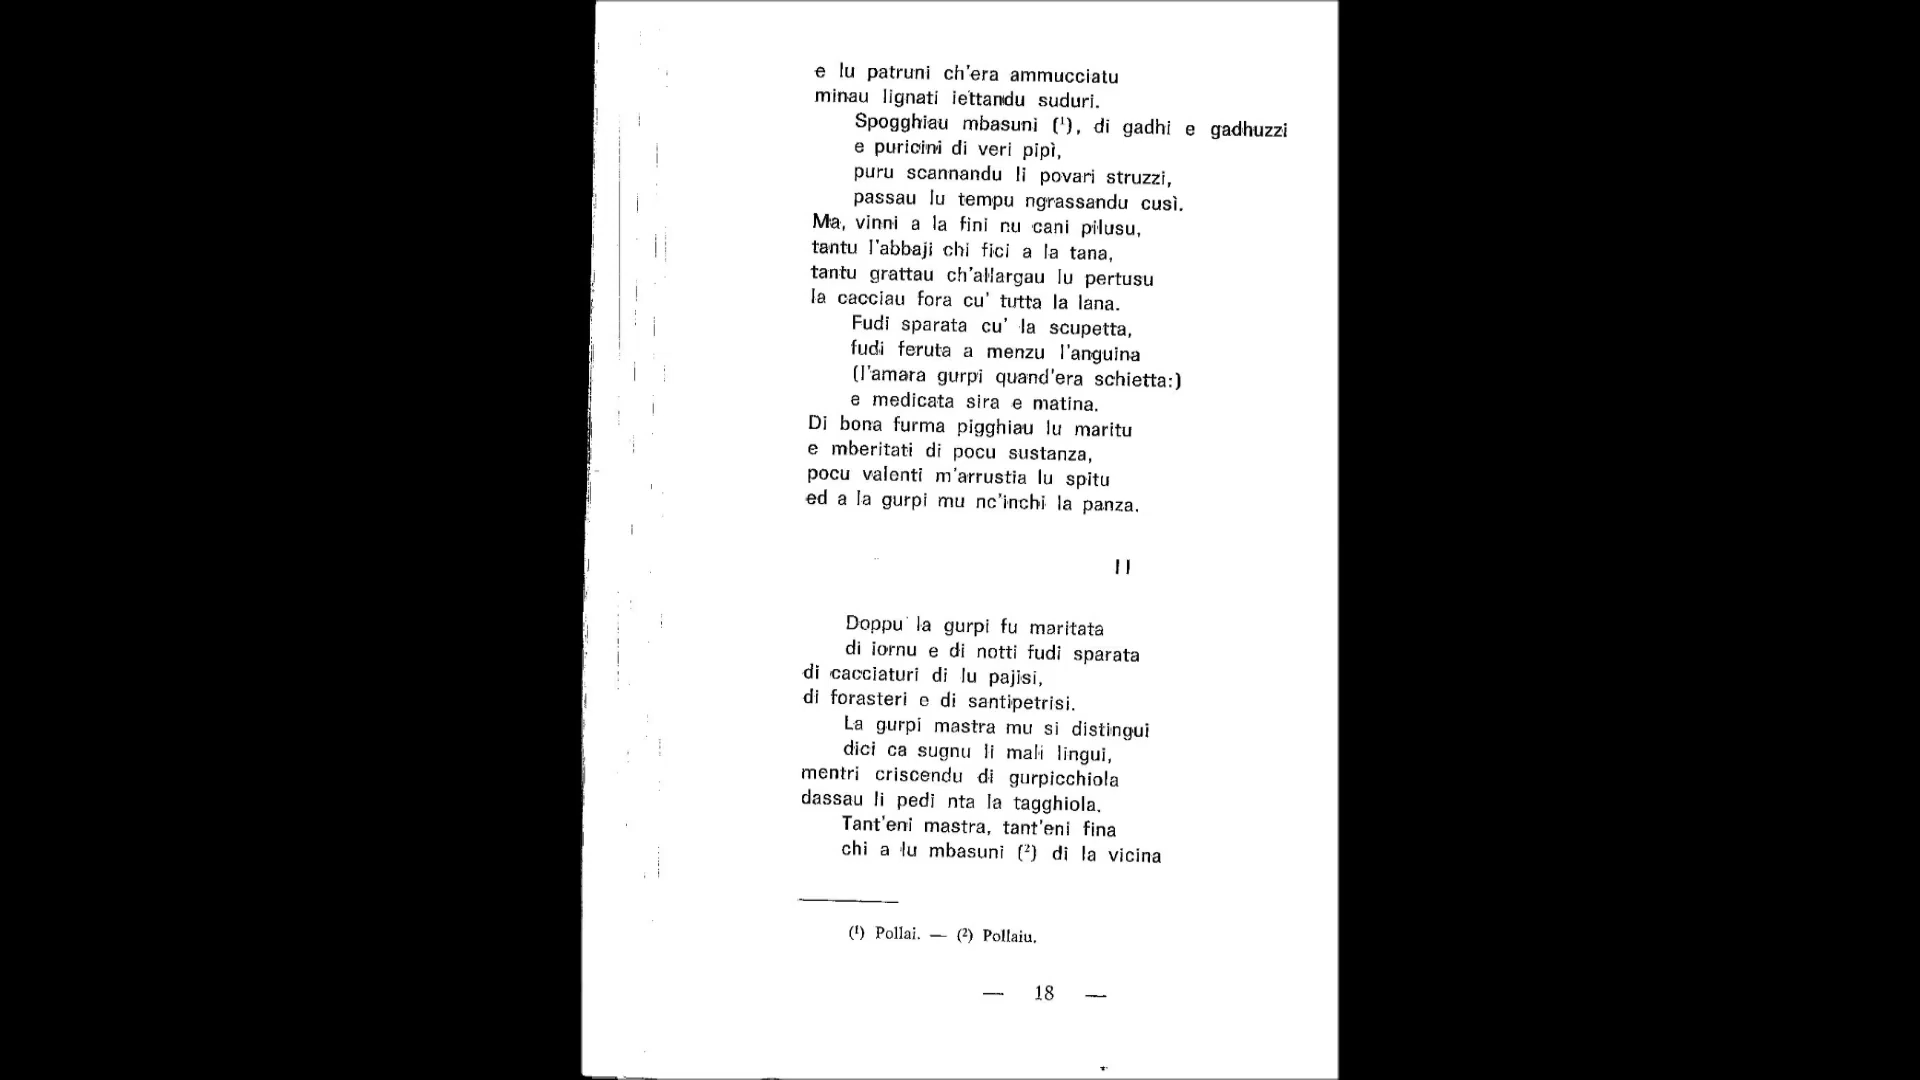 e lu patruni ch'era ammucciatu
minau lignati iettandu suduri.
Spogghiau mbasuni (¹), di gadhi e gadhuzzi
e puricini di veri pipì,
puru scannandu li povari struzzi,
passau lu tempu ngrassandu cusì.
Ma, vinni a la fini nu cani pilusu,
tantu l'abbaji chi fici a la tana,
tantu grattau ch'allargau lu pertusu
la cacciau fora cu' tutta la lana.
Fudi sparata cu' la scupetta,
fudi feruta a menzu l'anguina
(l'amara gurpi quand'era schietta:)
e medicata sira e matina.
Di bona furma pigghiau lu maritu
e mberitati di pocu sustanza,
pocu valenti m'arrustia lu spitu
ed a la gurpi mu nc'inchi la panza.
II
Doppu la gurpi fu maritata
di iornu e di notti fudi sparata
di cacciaturi di lu pajisi,
di forasteri e di santipetrisi.
La gurpi mastra mu si distingui
dici ca sugnu li mali lingui,
mentri criscendu di gurpicchiola
dassau li pedi nta la tagghiola.
Tant'eni mastra, tant'eni fina
chi a lu mbasuni (²) di la vicina
(¹) Pollai. — (²) Pollaiu.
— 18 —